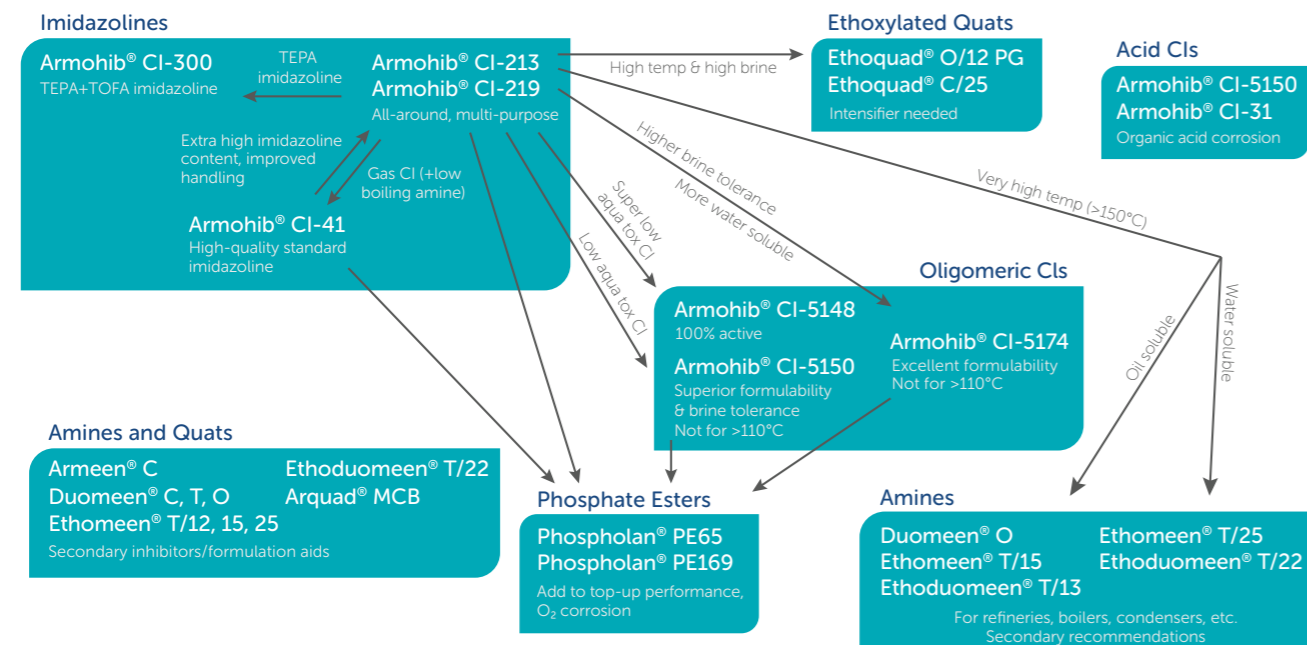 Imidazolines
Armohib® CI-300
TEPA+TOFA imidazoline
TEPA
imidazoline
Armohib® CI-213
Armohib® CI-219
All-around, multi-purpose
Extra high imidazoline
content, improved
handling
Gas CI (+low
boiling amine)
Armohib® CI-41
High-quality standard
imidazoline
High temp & high brine
Ethoxylated Quats
Ethoquad® O/12 PG
Ethoquad® C/25
Intensifier needed
Acid CIs
Armohib® CI-5150
Armohib® CI-31
Organic acid corrosion
Higher brine tolerance
More water soluble
Very high temp (>150°C)
Super low
aqua tox CI
Low aqua tox CI
Oil soluble
Water soluble
Oligomeric CIs
Armohib® CI-5148
100% active
Armohib® CI-5150
Superior formulability
& brine tolerance
Not for >110°C
Armohib® CI-5174
Excellent formulability
Not for >110°C
Amines and Quats
Armeen® C
Duomeen® C, T, O
Ethomeen® T/12, 15, 25
Ethoduomeen® T/22
Arquad® MCB
Secondary inhibitors/formulation aids
Phosphate Esters
Phospholan® PE65
Phospholan® PE169
Add to top-up performance,
O₂ corrosion
Amines
Duomeen® O
Ethomeen® T/15
Ethoduomeen® T/13
Ethomeen® T/25
Ethoduomeen® T/22
For refineries, boilers, condensers, etc.
Secondary recommendations